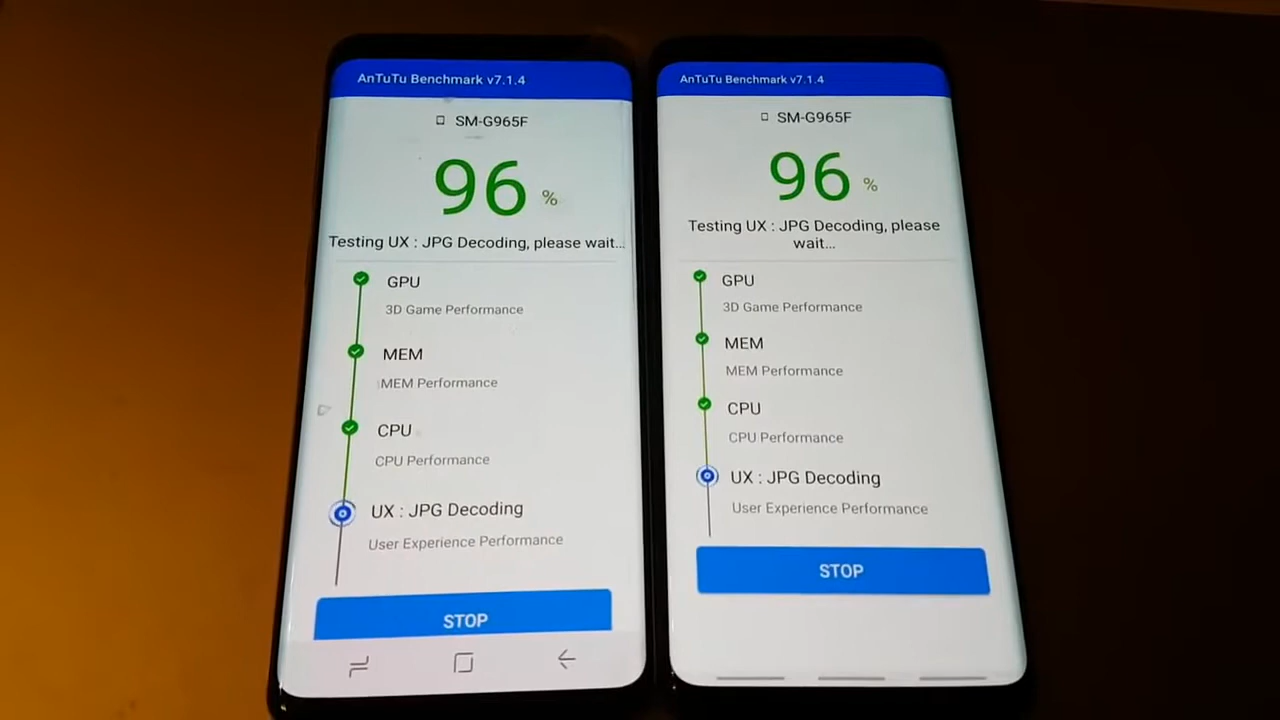 AnTuTu Benchmark v7.1.4
SM-G965F
96 %
Testing UX : JPG Decoding, please wait...
GPU
3D Game Performance
MEM
MEM Performance
CPU
CPU Performance
UX : JPG Decoding
User Experience Performance
STOP
AnTuTu Benchmark v7.1.4
SM-G965F
96 %
Testing UX : JPG Decoding, please
wait...
GPU
3D Game Performance
MEM
MEM Performance
CPU
CPU Performance
UX : JPG Decoding
User Experience Performance
STOP